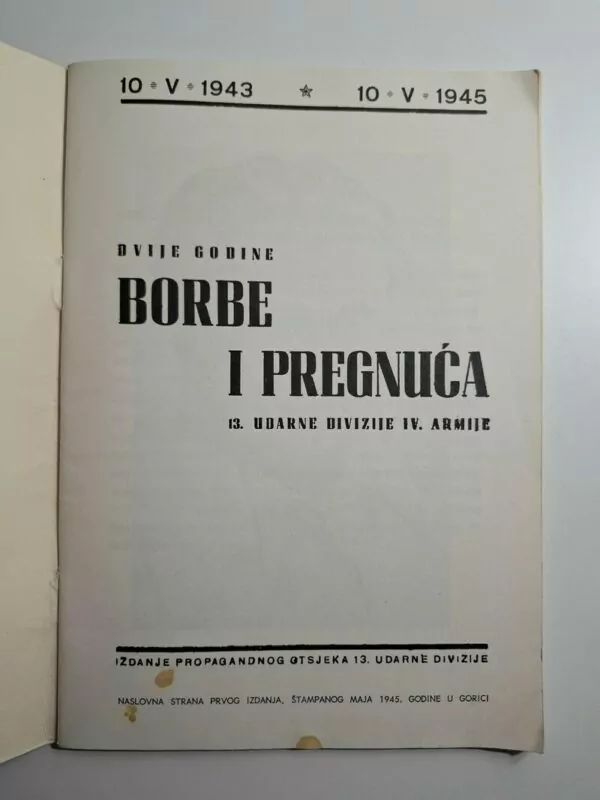 10 * V * 1943 ★ 10 * V * 1945
DVIJE GODINE
BORBE
I PREGNUĆA
13. UDARNE DIVIZIJE IV. ARMIJE
IZDANJE PROPAGANDNOG OTSJEKA 13. UDARNE DIVIZIJE
NASLOVNA STRANA PRVOG IZDANJA, ŠTAMPANOG MAJA 1945. GODINE U GORICI